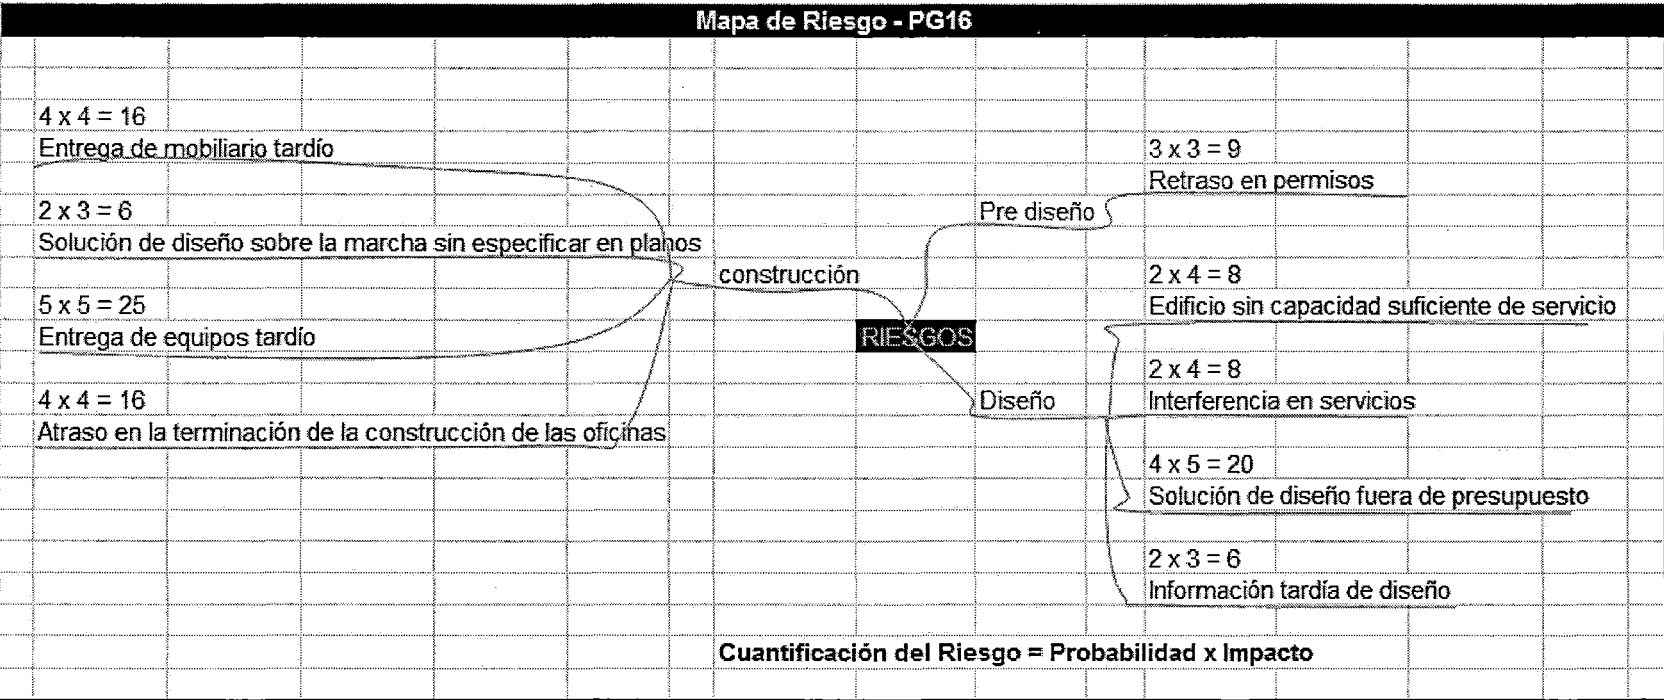 Mapa de Riesgo - PG16
4 x 4 = 16
Entrega de mobiliario tardío
2 x 3 = 6
Solución de diseño sobre la marcha sin especificar en planos
5 x 5 = 25
Entrega de equipos tardío
4 x 4 = 16
Atraso en la terminación de la construcción de las oficinas
construcción
RIESGOS
Pre diseño
3 x 3 = 9
Retraso en permisos
Diseño
2 x 4 = 8
Edificio sin capacidad suficiente de servicio
2 x 4 = 8
Interferencia en servicios
4 x 5 = 20
Solución de diseño fuera de presupuesto
2 x 3 = 6
Información tardía de diseño
Cuantificación del Riesgo = Probabilidad x Impacto